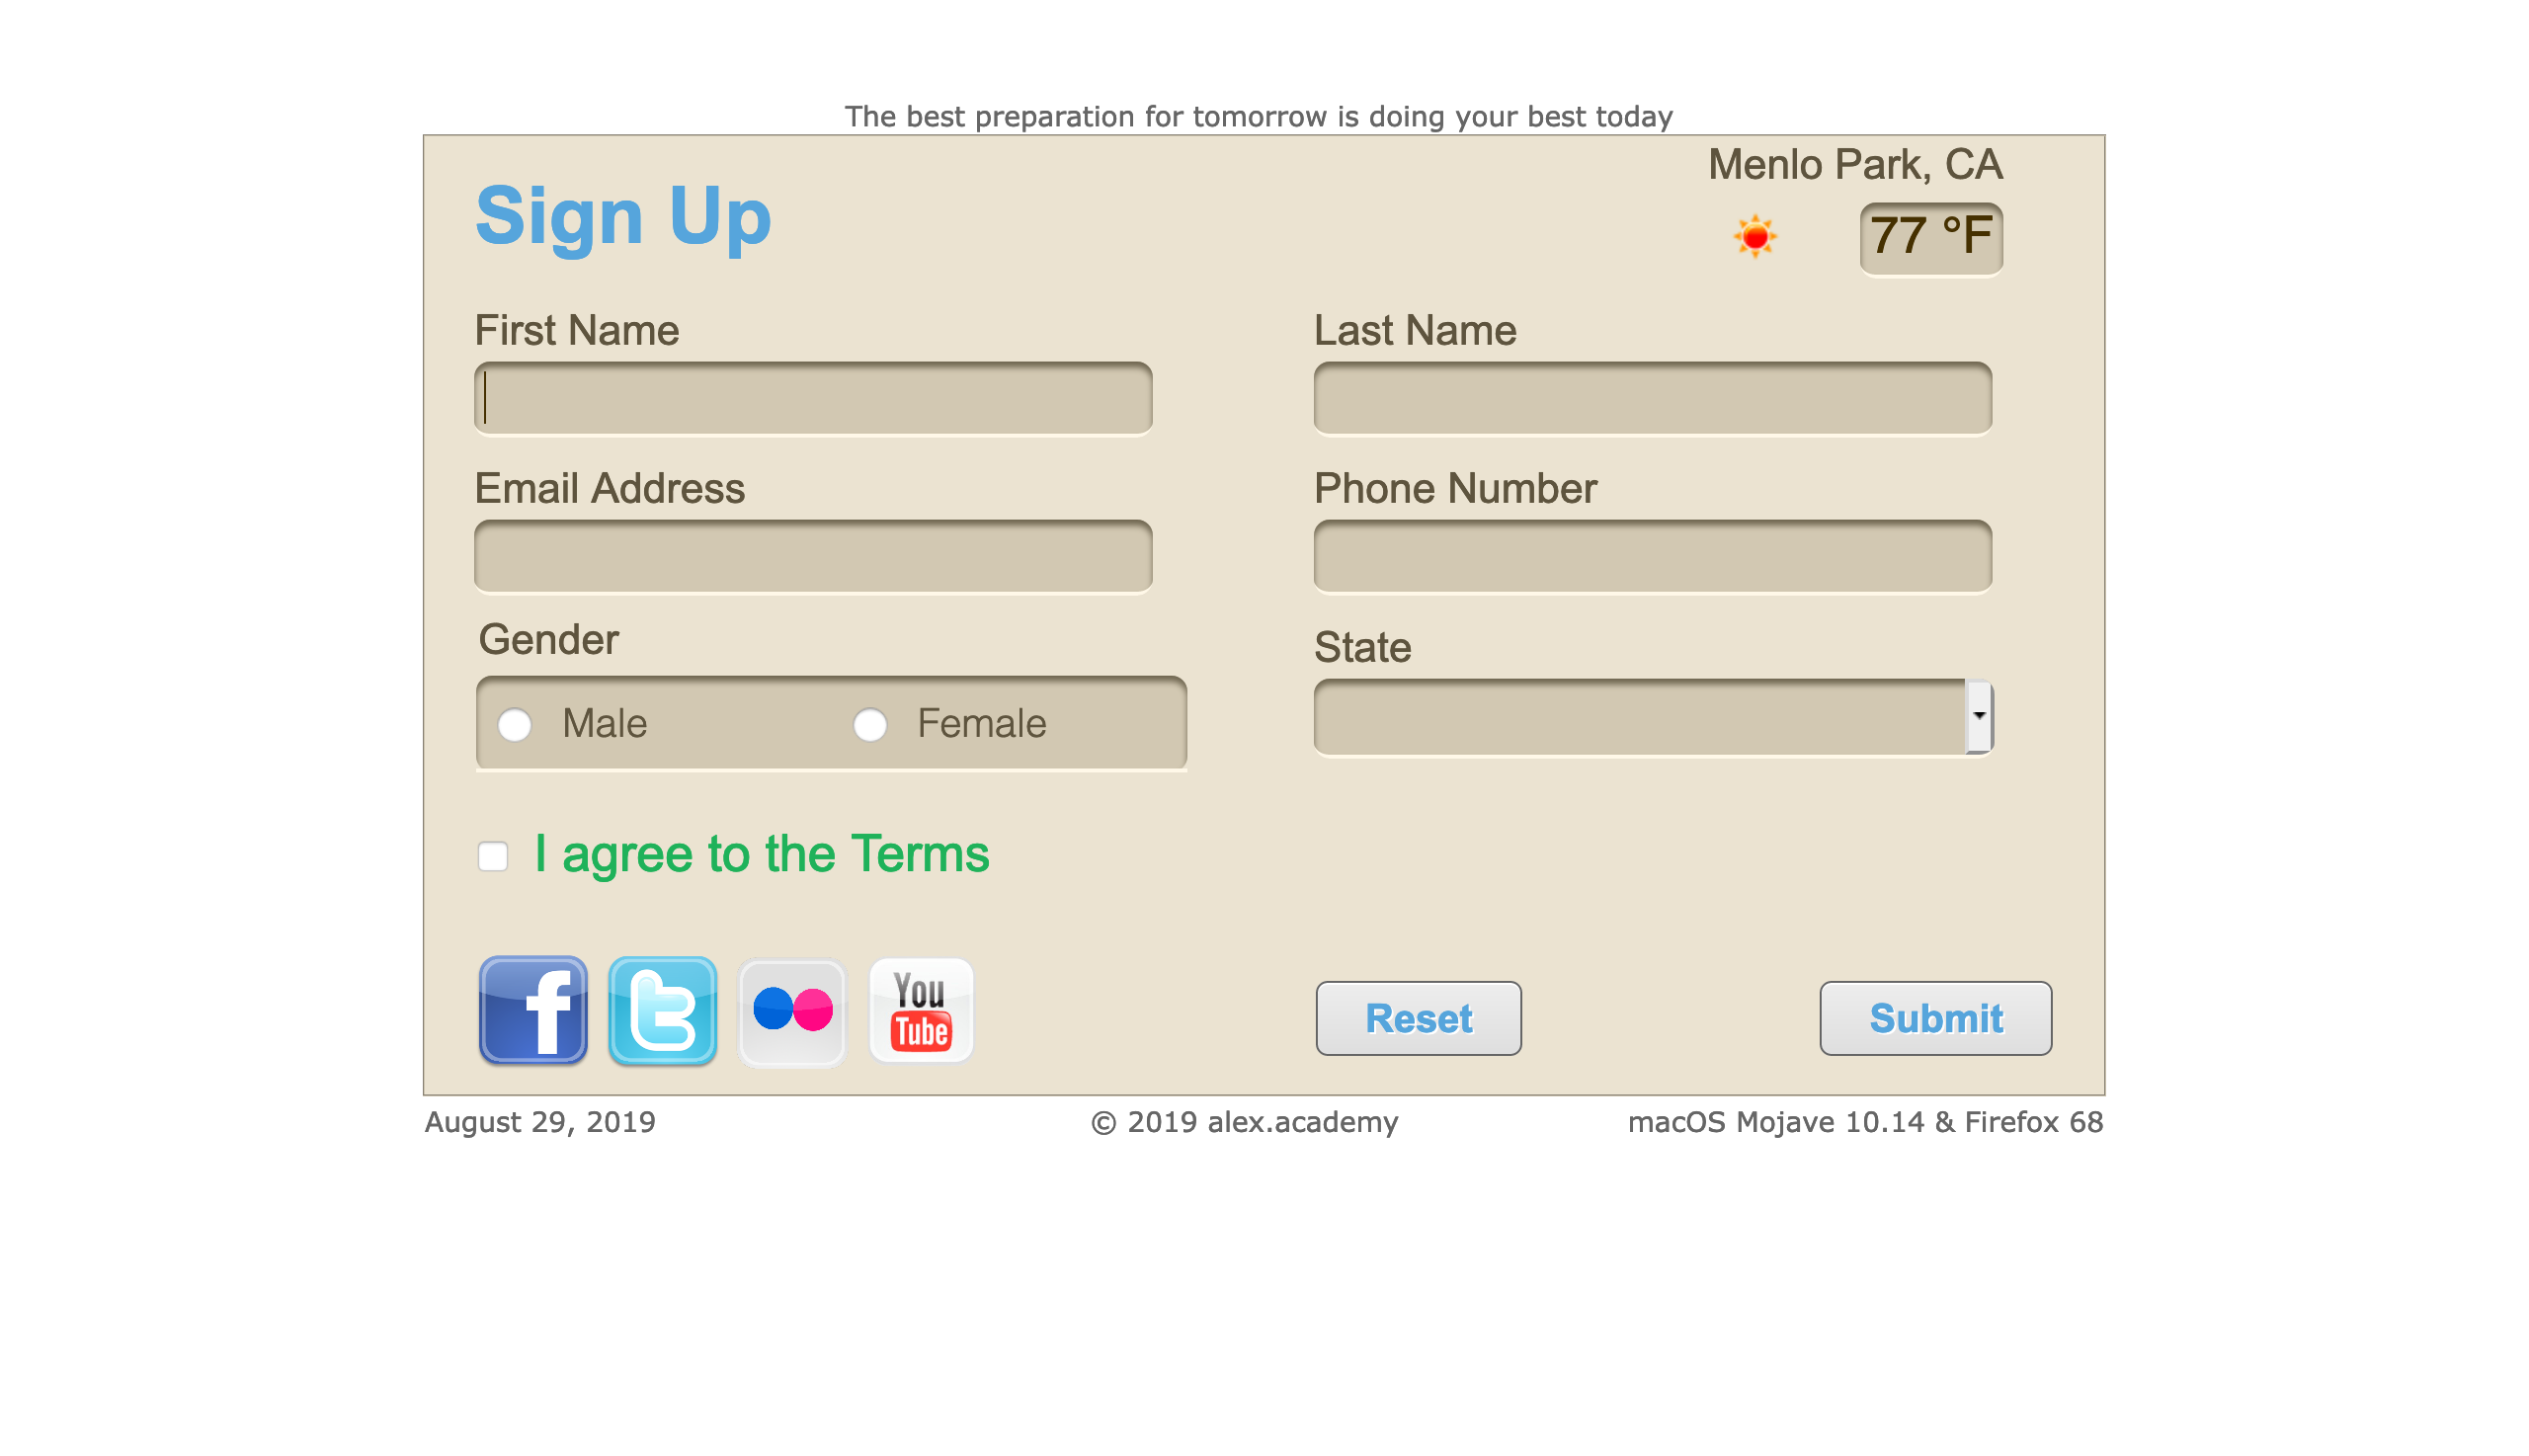 The best preparation for tomorrow is doing your best today
Menlo Park, CA
Sign Up
77 °F
First Name
Last Name
Email Address
Phone Number
Gender
State
Male
Female
I agree to the Terms
f
t
You
Tube
Reset
Submit
August 29, 2019
© 2019 alex.academy
macOS Mojave 10.14 & Firefox 68